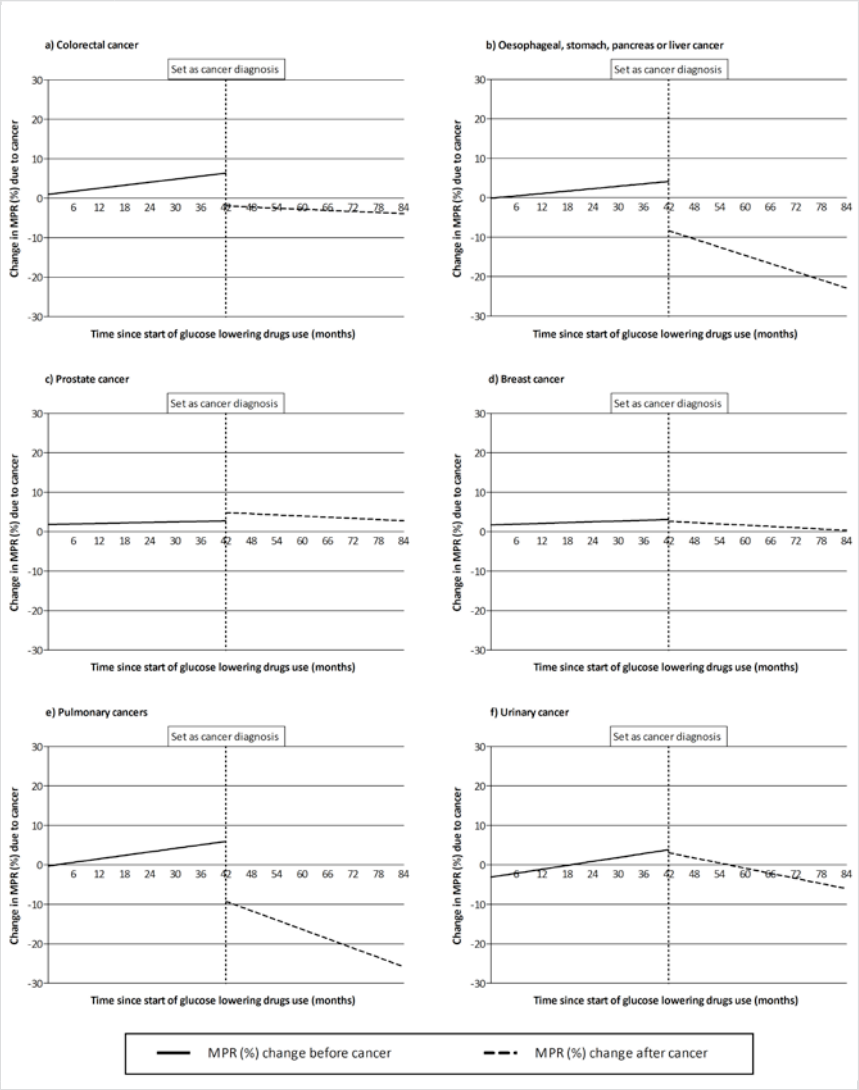 a) Colorectal cancer
Set as cancer diagnosis
30
20
10
0
-10
-20
-30
6 12 18 24 30 36 42 48 54 60 66 72 78 84
Change in MPR (%) due to cancer
Time since start of glucose lowering drugs use (months)
b) Oesophageal, stomach, pancreas or liver cancer
Set as cancer diagnosis
30
20
10
0
-10
-20
-30
6 12 18 24 30 36 42 48 54 60 66 72 78 84
Change in MPR (%) due to cancer
Time since start of glucose lowering drugs use (months)
c) Prostate cancer
Set as cancer diagnosis
30
20
10
0
-10
-20
-30
6 12 18 24 30 36 42 48 54 60 66 72 78 84
Change in MPR (%) due to cancer
Time since start of glucose lowering drugs use (months)
d) Breast cancer
Set as cancer diagnosis
30
20
10
0
-10
-20
-30
6 12 18 24 30 36 42 48 54 60 66 72 78 84
Change in MPR (%) due to cancer
Time since start of glucose lowering drugs use (months)
e) Pulmonary cancers
Set as cancer diagnosis
30
20
10
0
-10
-20
-30
6 12 18 24 30 36 42 48 54 60 66 72 78 84
Change in MPR (%) due to cancer
Time since start of glucose lowering drugs use (months)
f) Urinary cancer
Set as cancer diagnosis
30
20
10
0
-10
-20
-30
6 12 18 24 30 36 42 48 54 60 66 72 78 84
Change in MPR (%) due to cancer
Time since start of glucose lowering drugs use (months)
MPR (%) change before cancer
MPR (%) change after cancer